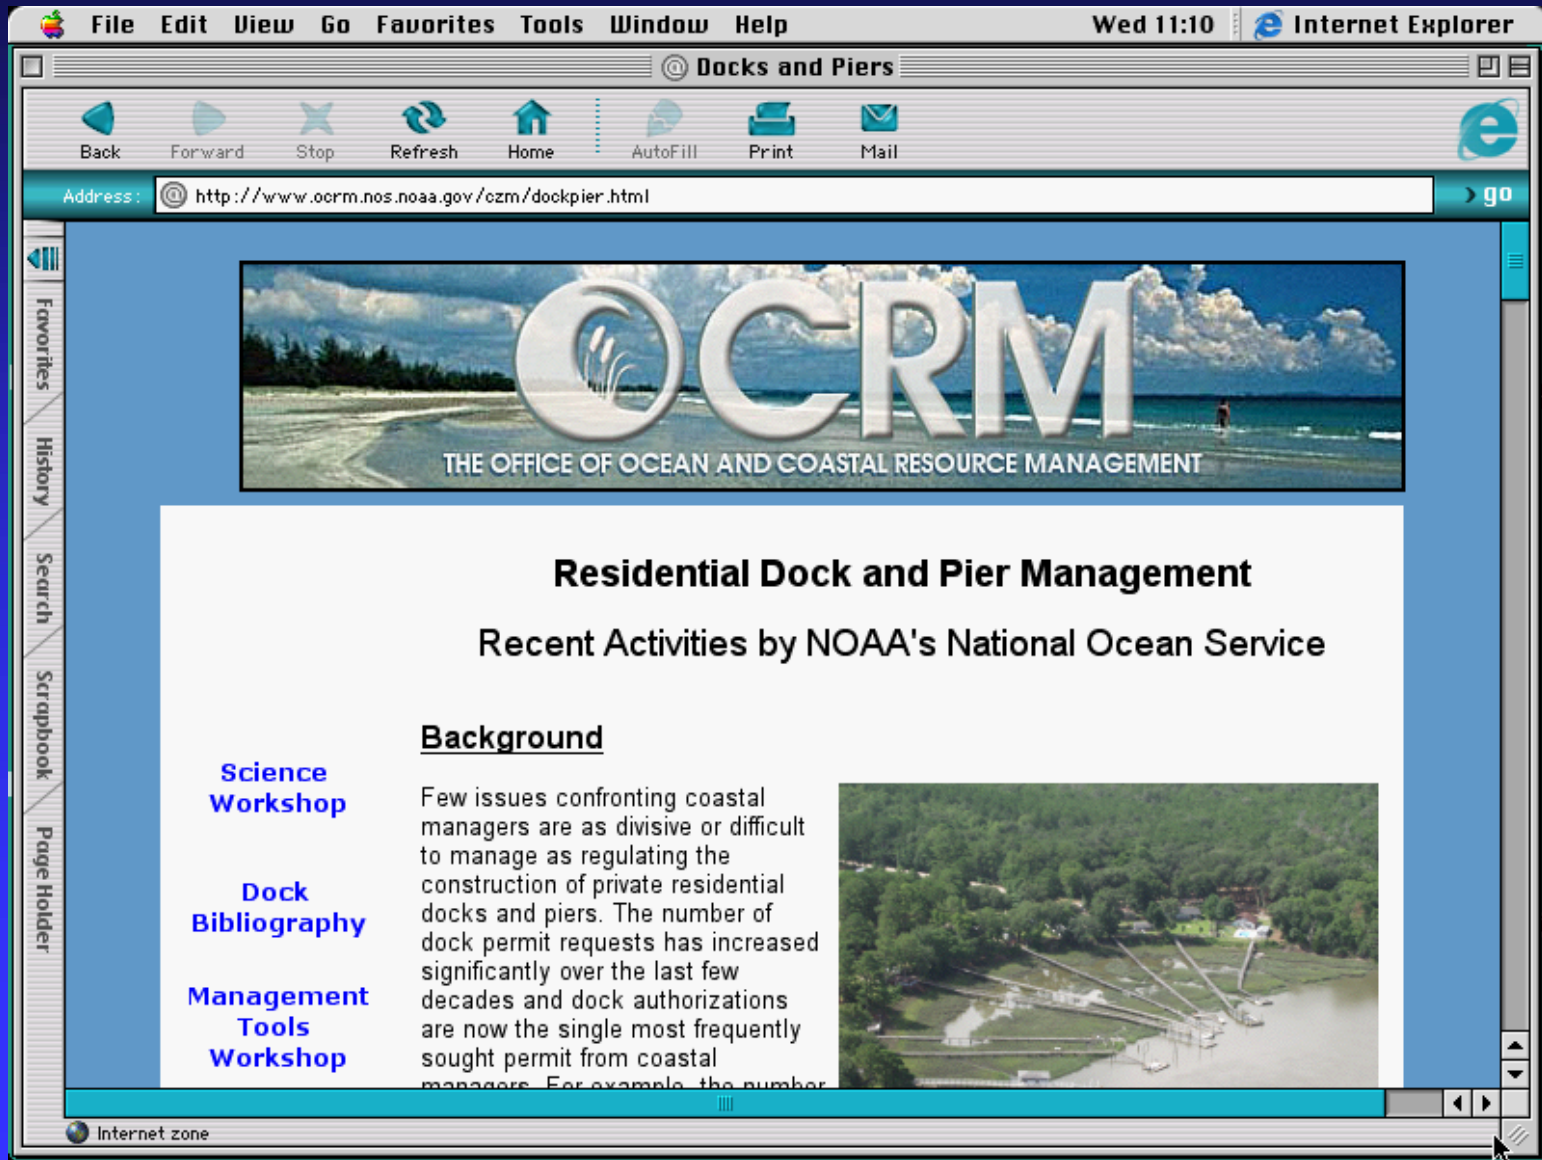 File Edit View Go Favorites Tools Window Help Wed 11:10 Internet Explorer
Docks and Piers
Back Forward Stop Refresh Home AutoFill Print Mail
Address: http://www.ocrm.nos.noaa.gov/czm/dockpier.html go
Favorites
History
Search
Scrapbook
Page Holder
OCRM
THE OFFICE OF OCEAN AND COASTAL RESOURCE MANAGEMENT
Residential Dock and Pier Management
Recent Activities by NOAA's National Ocean Service
Science
Workshop
Dock
Bibliography
Management
Tools
Workshop
Background
Few issues confronting coastal
managers are as divisive or difficult
to manage as regulating the
construction of private residential
docks and piers. The number of
dock permit requests has increased
significantly over the last few
decades and dock authorizations
are now the single most frequently
sought permit from coastal
managers. For example, the number
Internet zone